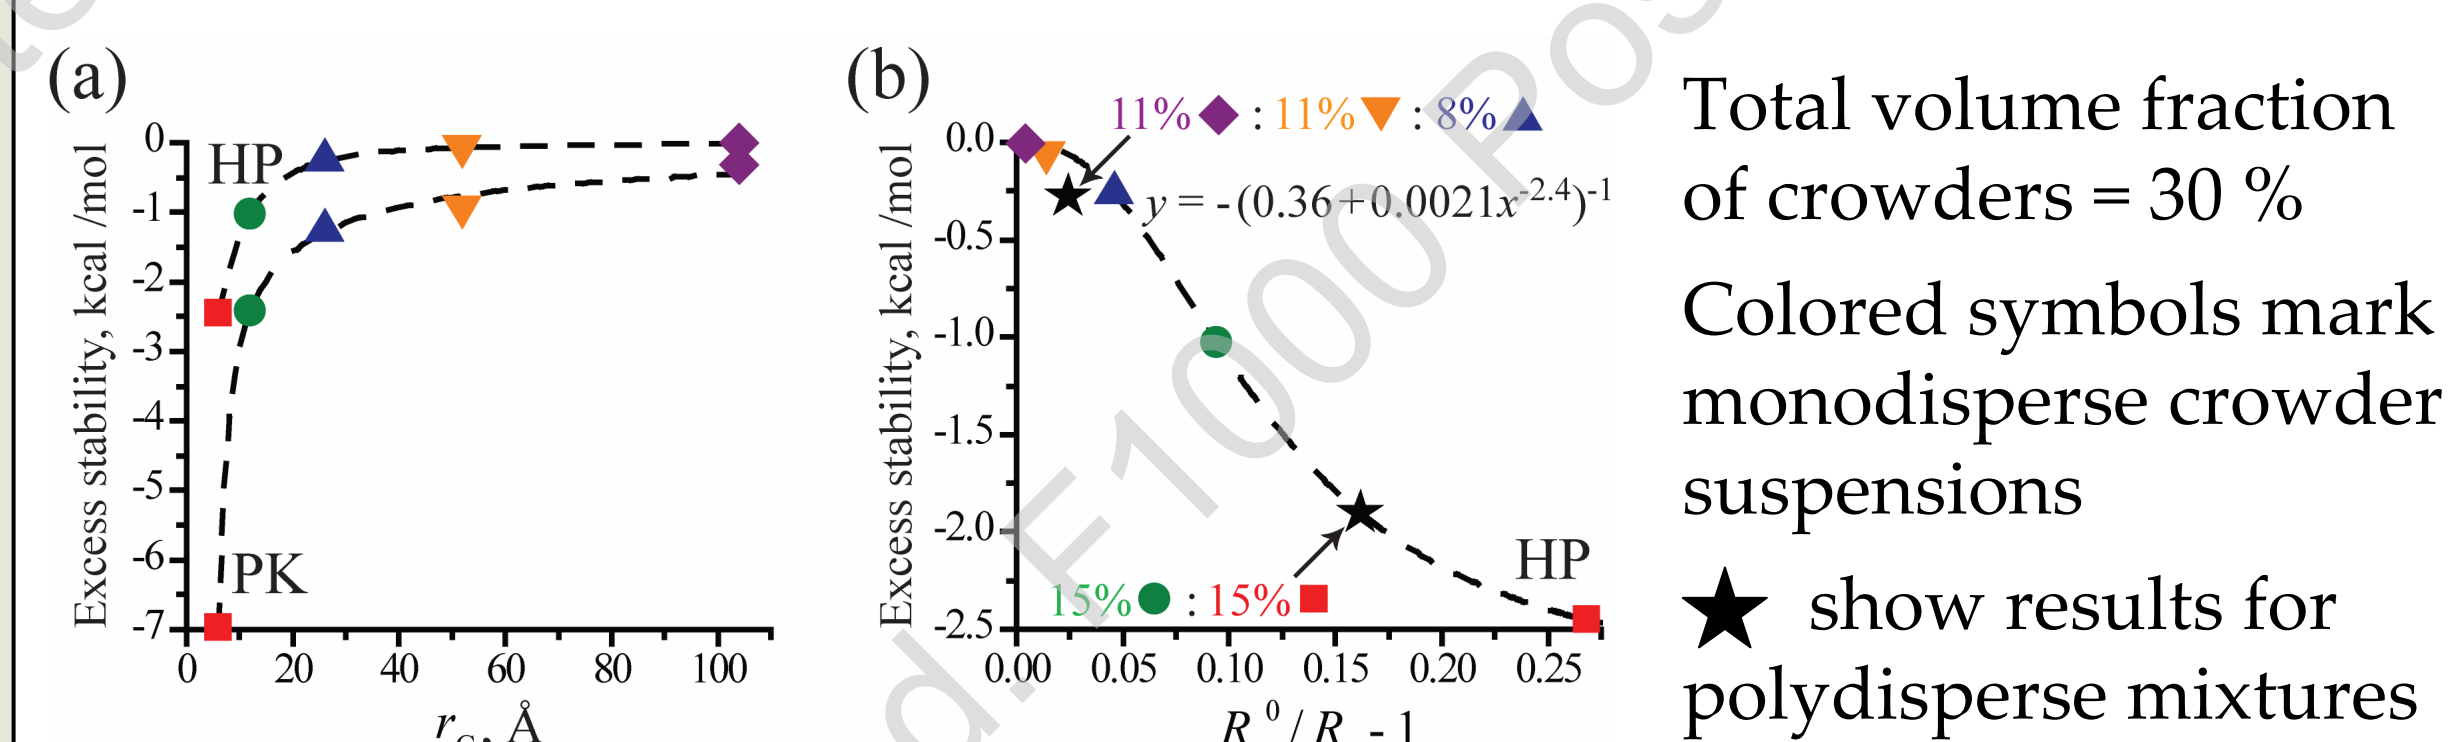 (a)
Excess stability, kcal /mol
0
-1
-2
-3
-4
-5
-6
-7
HP
PK
0 20 40 60 80 100
r , Å
(b)
11% : 11% : 8%
Excess stability, kcal /mol
0.0
-0.5
-1.0
-1.5
-2.0
-2.5
y = -(0.36+0.0021x^-2.4)^-1
HP
15% : 15%
0.00 0.05 0.10 0.15 0.20 0.25
R^0 / R - 1
Total volume fraction
of crowders = 30 %
Colored symbols mark
monodisperse crowder
suspensions
★ show results for
polydisperse mixtures
d. F1000 Pos